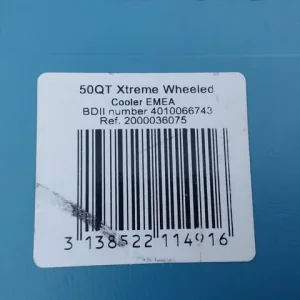 50QT Xtreme Wheeled
Cooler EMEA
BDII number 4010066743
Ref. 2000036075
3 138522 114916